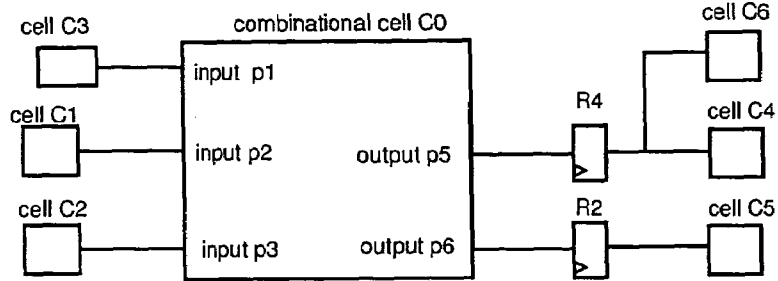 cell C3
combinational cell C0
cell C6
input p1
cell C1
R4
cell C4
input p2
output p5
cell C2
R2
cell C5
input p3
output p6